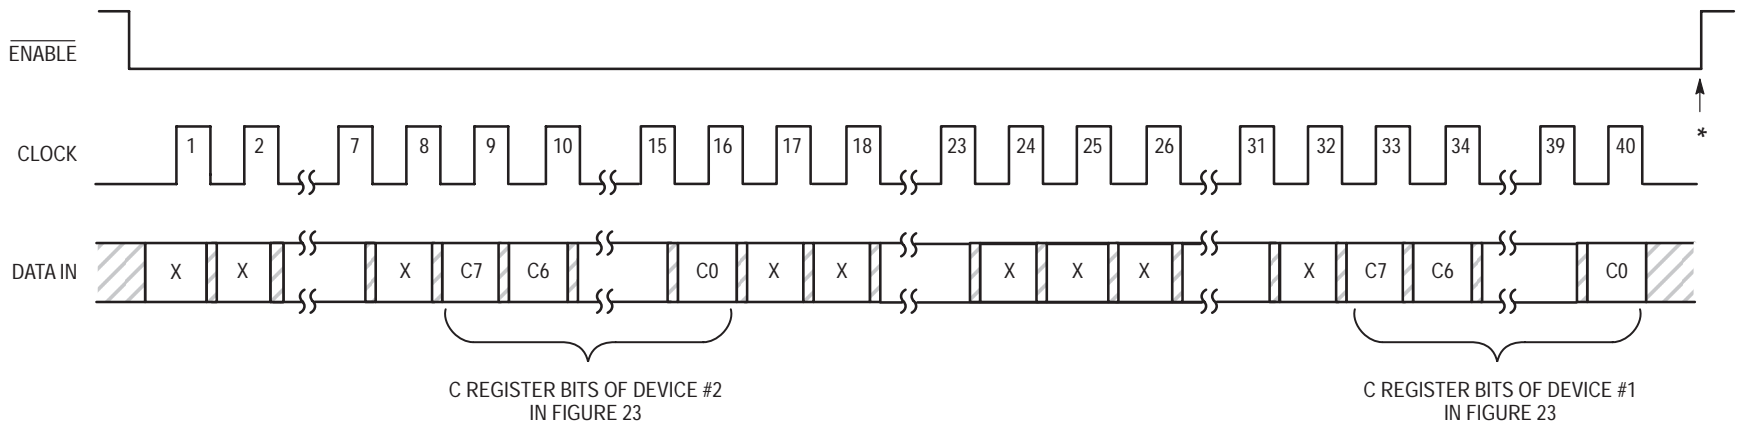 ENABLE
*
CLOCK 1 2 7 8 9 10 15 16 17 18 23 24 25 26 31 32 33 34 39 40
DATA IN X X X C7 C6 C0 X X X X X X C7 C6 C0
C REGISTER BITS OF DEVICE #2
IN FIGURE 23
C REGISTER BITS OF DEVICE #1
IN FIGURE 23